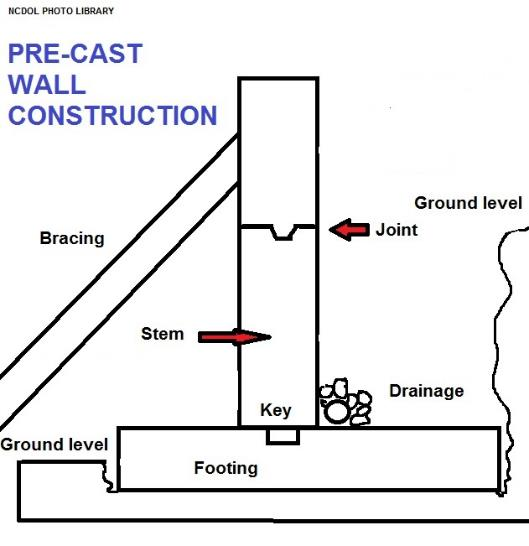 NCDOL PHOTO LIBRARY
PRE-CAST
WALL
CONSTRUCTION
Ground level
Joint
Bracing
Stem
Drainage
Key
Ground level
Footing